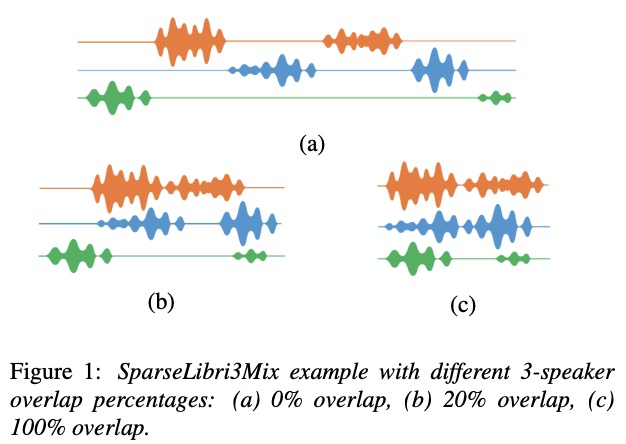 (a)
(b)
(c)
Figure 1: SparseLibri3Mix example with different 3-speaker
overlap percentages: (a) 0% overlap, (b) 20% overlap, (c)
100% overlap.